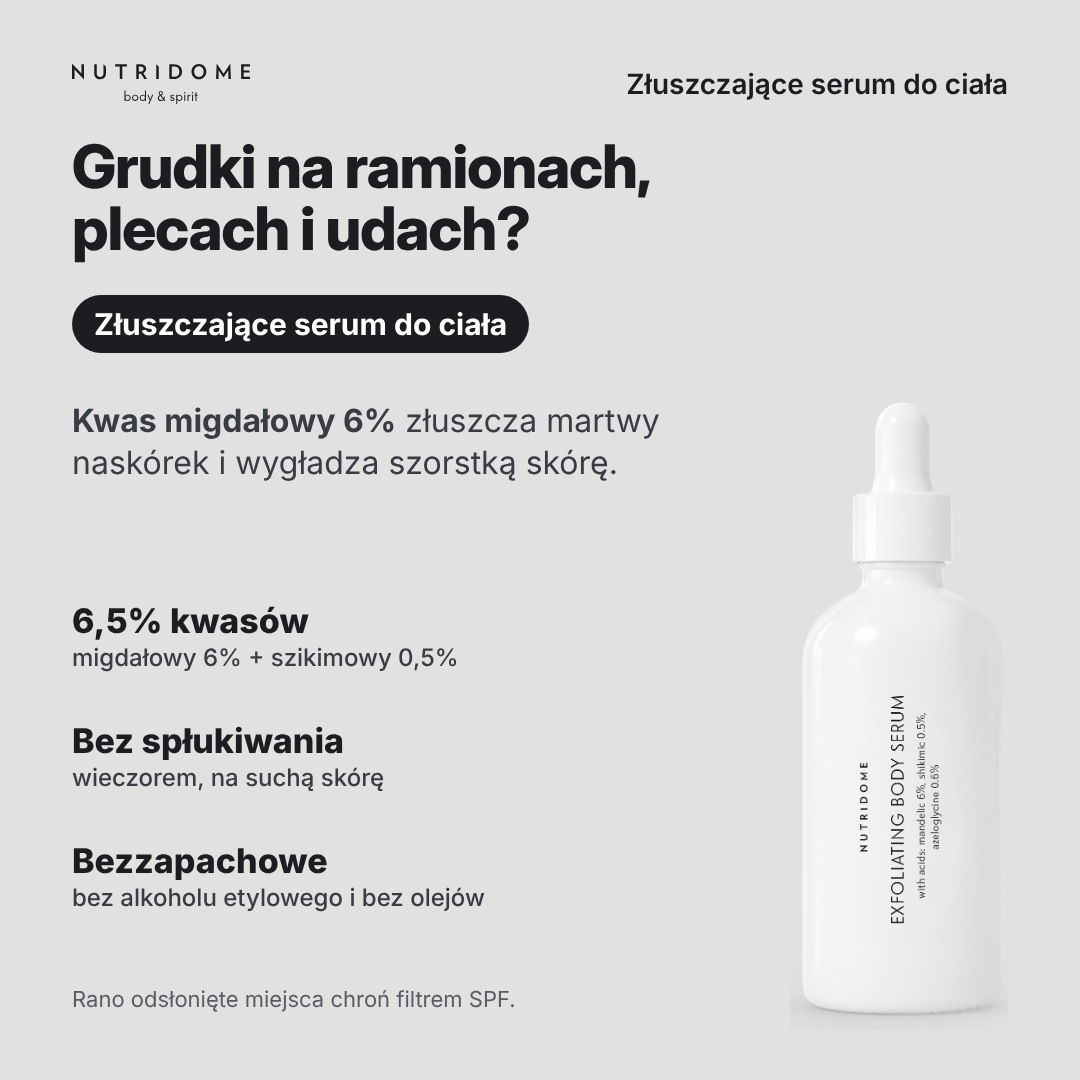 NUTRIDOME
body & spirit
Złuszczające serum do ciała
Grudki na ramionach,
plecach i udach?
Złuszczające serum do ciała
Kwas migdałowy 6% złuszcza martwy
naskórek i wygładza szorstką skórę.
6,5% kwasów
migdałowy 6% + szikimowy 0,5%
Bez spłukiwania
wieczorem, na suchą skórę
Bezzapachowe
bez alkoholu etylowego i bez olejów
Rano odsłonięte miejsca chroń filtrem SPF.
NUTRIDOME
EXFOLIATING BODY SERUM
with acids: mandelic 6%, shikimic 0.5%,
azeloglycine 0.6%